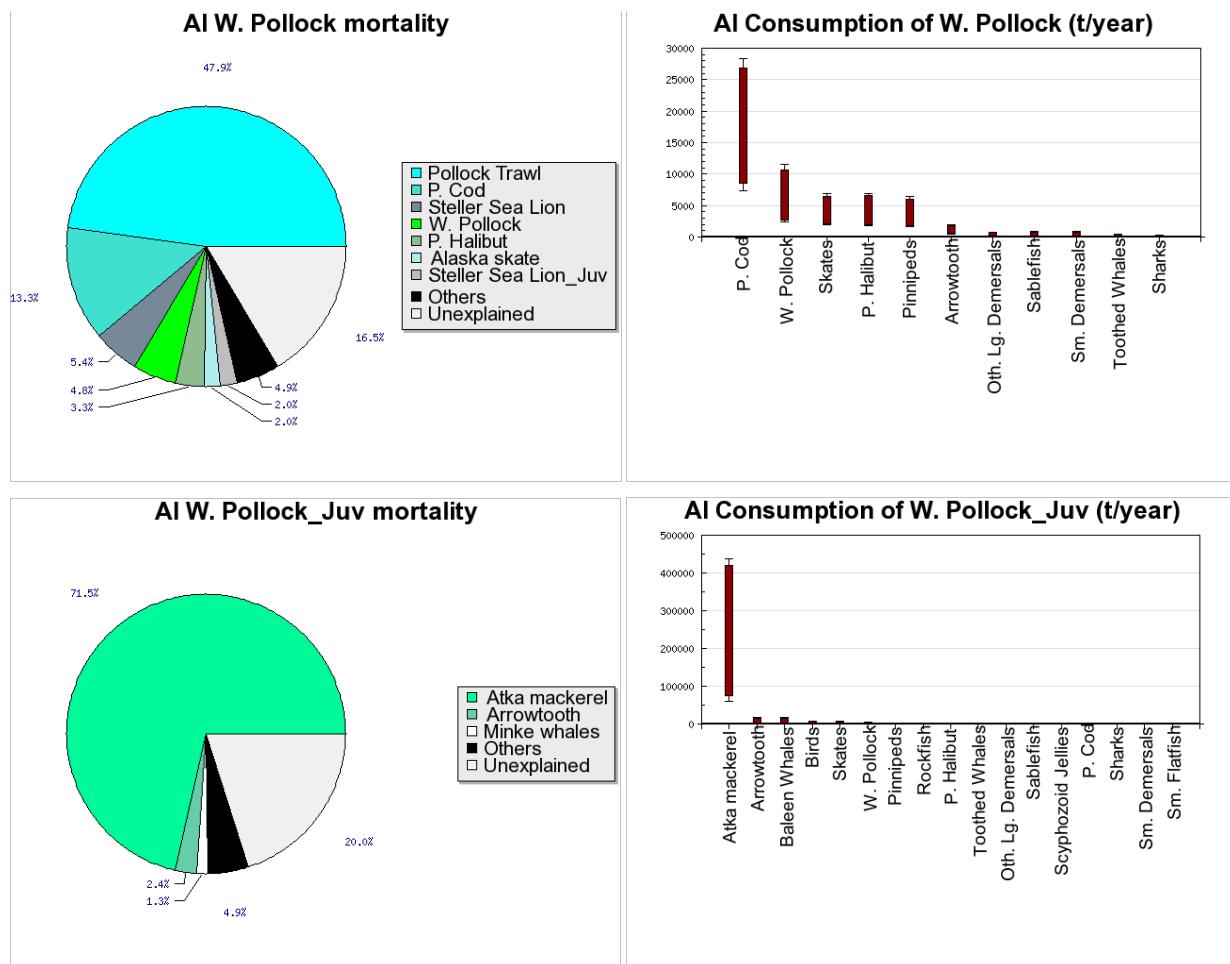 AI W. Pollock mortality
47.9%
13.3%
5.4%
4.8%
3.3%
2.0%
2.0%
4.9%
16.5%
Pollock Trawl
P. Cod
Steller Sea Lion
W. Pollock
P. Halibut
Alaska skate
Steller Sea Lion_Juv
Others
Unexplained
AI Consumption of W. Pollock (t/year)
30000
25000
20000
15000
10000
5000
0
P. Cod
W. Pollock
Skates
P. Halibut
Pinnipeds
Arrowtooth
Oth. Lg. Demersals
Sablefish
Sm. Demersals
Toothed Whales
Sharks
AI W. Pollock_Juv mortality
71.5%
2.4%
1.3%
4.9%
20.0%
Atka mackerel
Arrowtooth
Minke whales
Others
Unexplained
AI Consumption of W. Pollock_Juv (t/year)
500000
400000
300000
200000
100000
0
Atka mackerel
Arrowtooth
Baleen Whales
Birds
Skates
W. Pollock
Pinnipeds
Rockfish
P. Halibut
Toothed Whales
Oth. Lg. Demersals
Sablefish
Scyphozoid Jellies
P. Cod
Sharks
Sm. Demersals
Sm. Flatfish